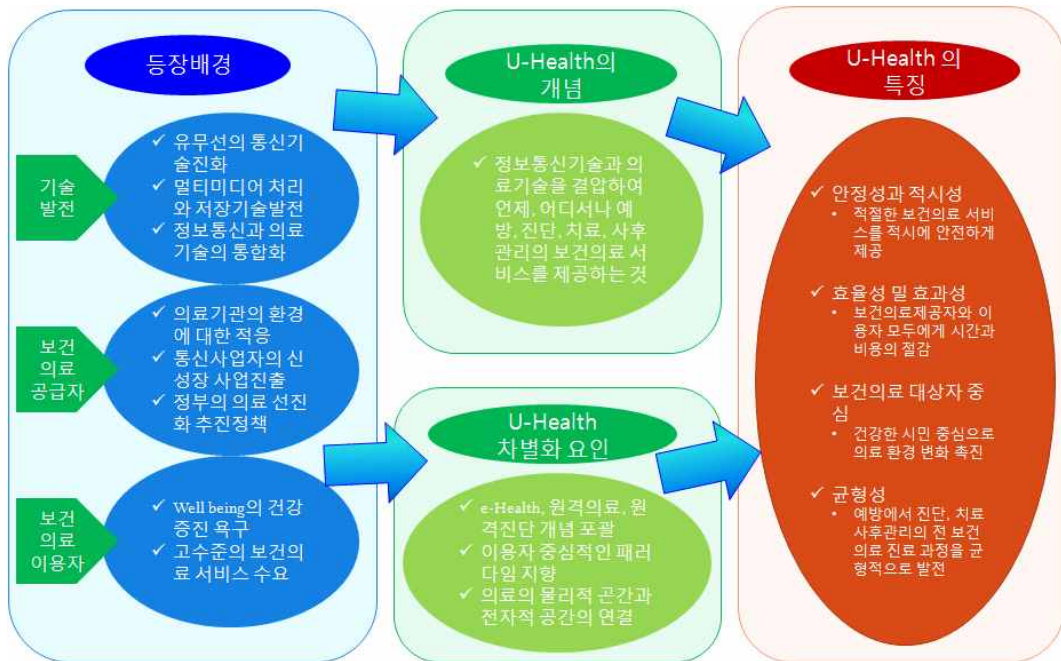 등장배경
기술
발전
✓ 유무선의 통신기
술진화
✓ 멀티미디어 처리
와 저장기술발전
✓ 정보통신과 의료
기술의 통합화
보건
의료
공급자
✓ 의료기관의 환경
에 대한 적응
✓ 통신사업자의 신
성장 사업진출
✓ 정부의 의료 선진
화 추진정책
보건
의료
이용자
✓ Well being의 건강
증진 욕구
✓ 고수준의 보건의
료 서비스 수요
U-Health의
개념
✓ 정보통신기술과 의
료기술을 결압하여
언제, 어디서나 예
방, 진단, 치료, 사후
관리의 보건의료 서
비스를 제공하는 것
U-Health
차별화 요인
✓ e-Health, 원격의료, 원
격진단 개념 포괄
✓ 이용자 중심적인 패러
다임 지향
✓ 의료의 물리적 곤간과
전자적 공간의 연결
U-Health 의
특징
✓ 안정성과 적시성
• 적절한 보건의료 서비
스를 적시에 안전하게
제공
✓ 효율성 밀 효과성
• 보건의료제공자와 이
용자 모두에게 시간과
비용의 절감
✓ 보건의료 대상자 중
심
• 건강한 시민 중심으로
의료 환경 변화 촉진
✓ 균형성
• 예방에서 진단, 치료
사후관리의 전 보건
의료 진료 과정을 균
형적으로 발전